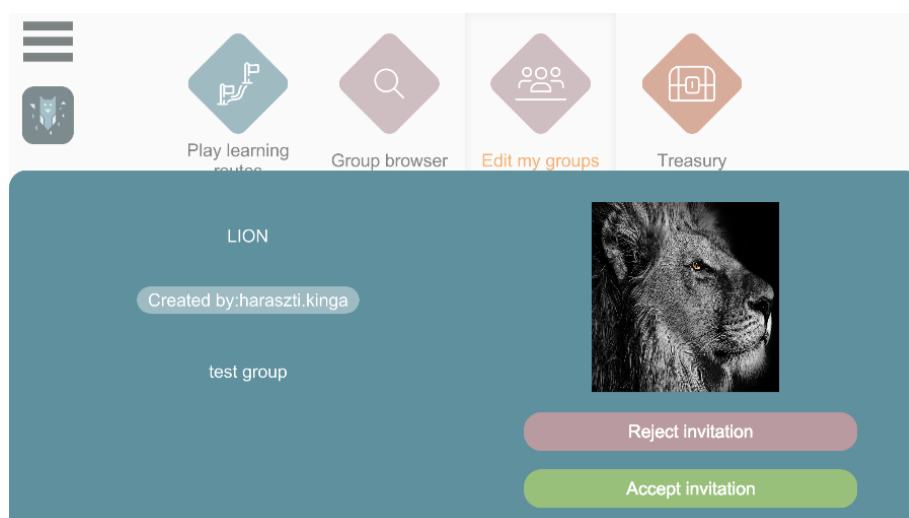 Play learning
routes
Group browser
Edit my groups
Treasury
LION
Created by:haraszti.kinga
test group
Reject invitation
Accept invitation